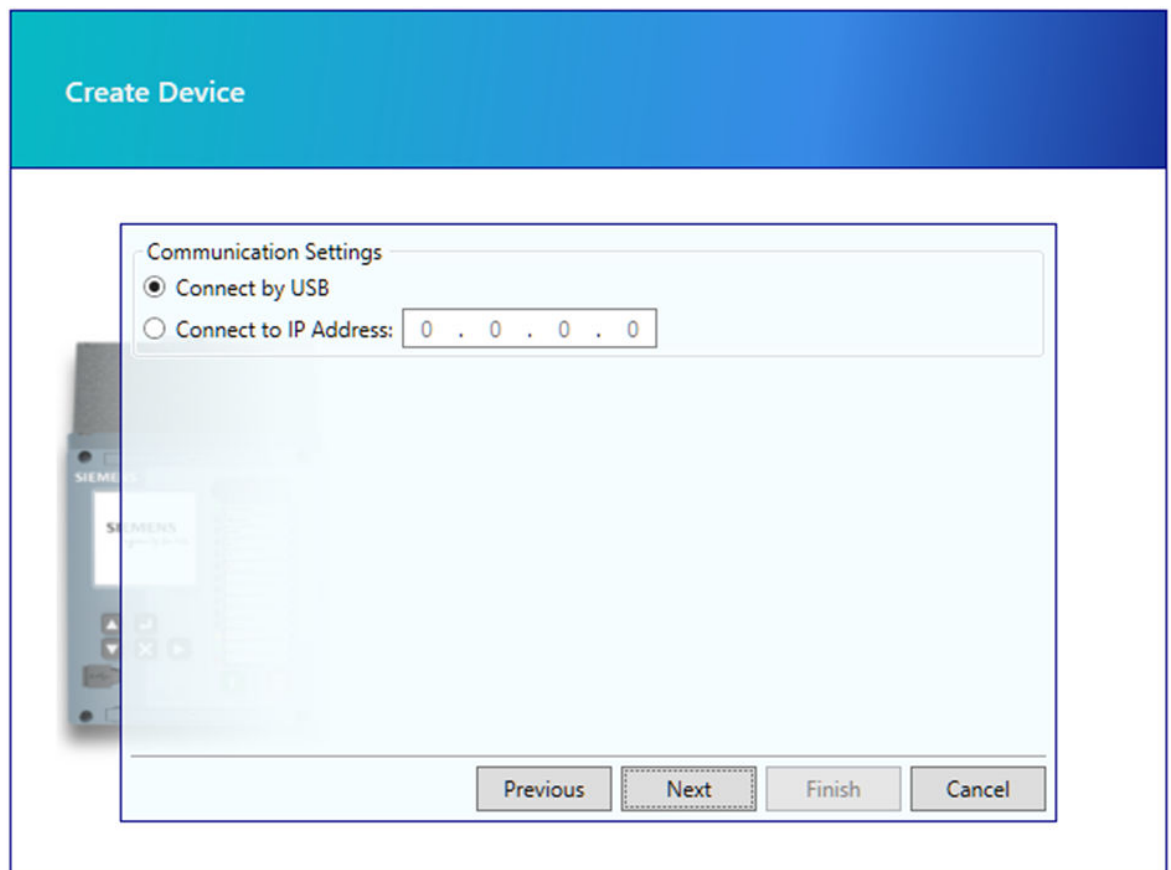 Create Device
Communication Settings
Connect by USB
Connect to IP Address: 0 . 0 . 0 . 0
SIEMENS
SIEMENS
Previous Next Finish Cancel